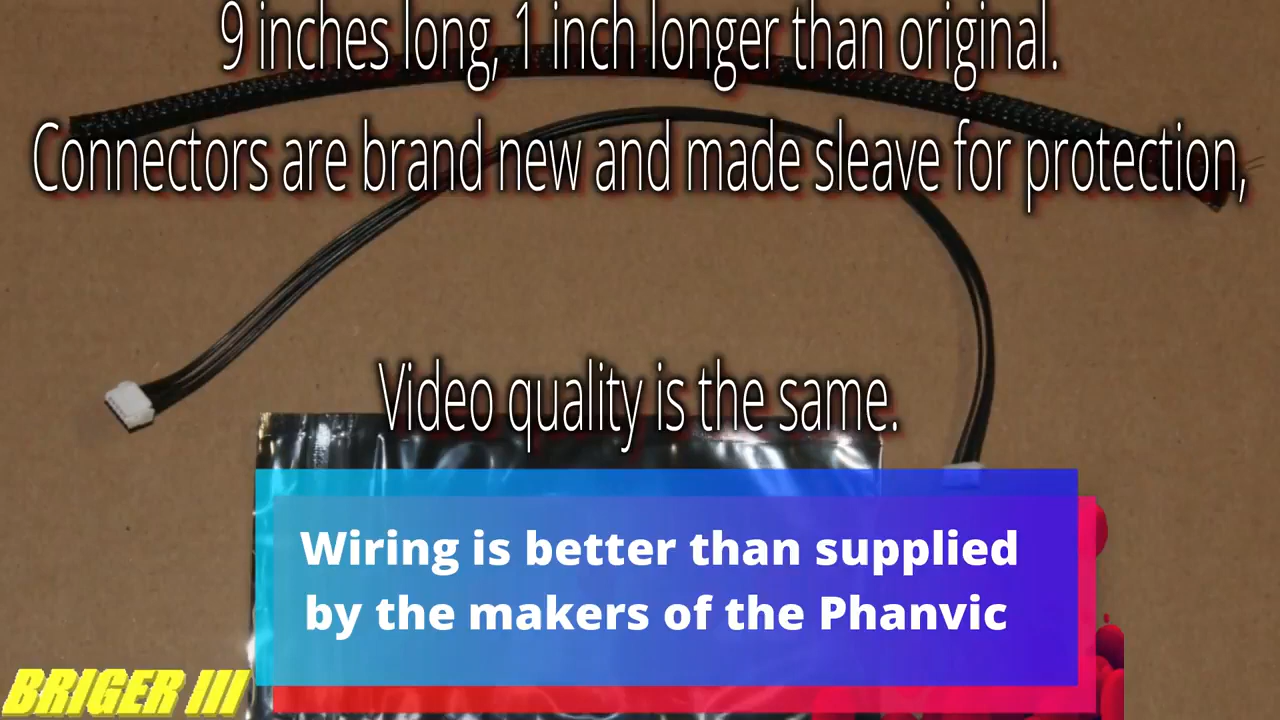 9 inches long, 1 inch longer than original.
Connectors are brand new and made sleave for protection,
Video quality is the same.
Wiring is better than supplied
by the makers of the Phanvic
BRIGER III